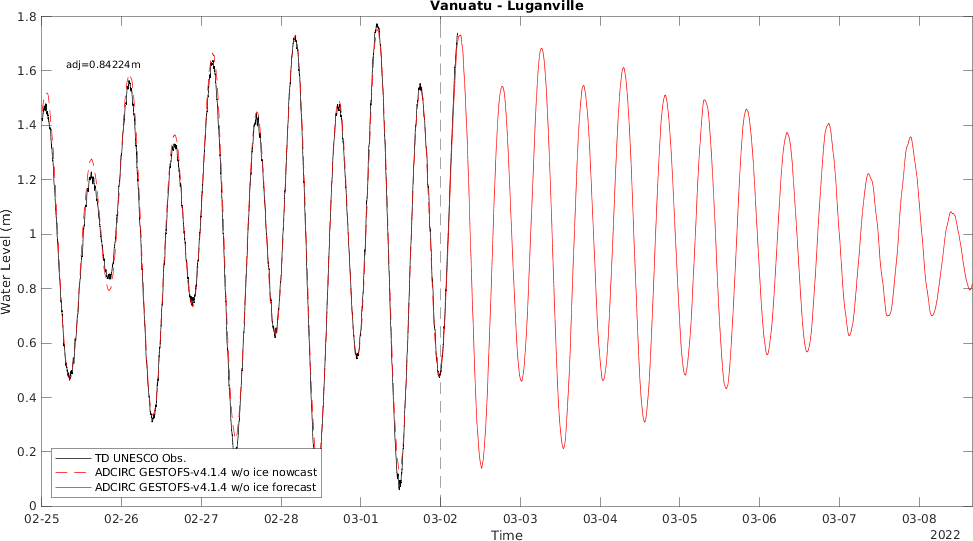 Vanuatu - Luganville
1.8
1.6
1.4
1.2
1
0.8
0.6
0.4
0.2
0
Water Level (m)
adj=0.84224m
TD UNESCO Obs.
ADCIRC GESTOFS-v4.1.4 w/o ice nowcast
ADCIRC GESTOFS-v4.1.4 w/o ice forecast
02-25 02-26 02-27 02-28 03-01 03-02 03-03 03-04 03-05 03-06 03-07 03-08
Time
2022